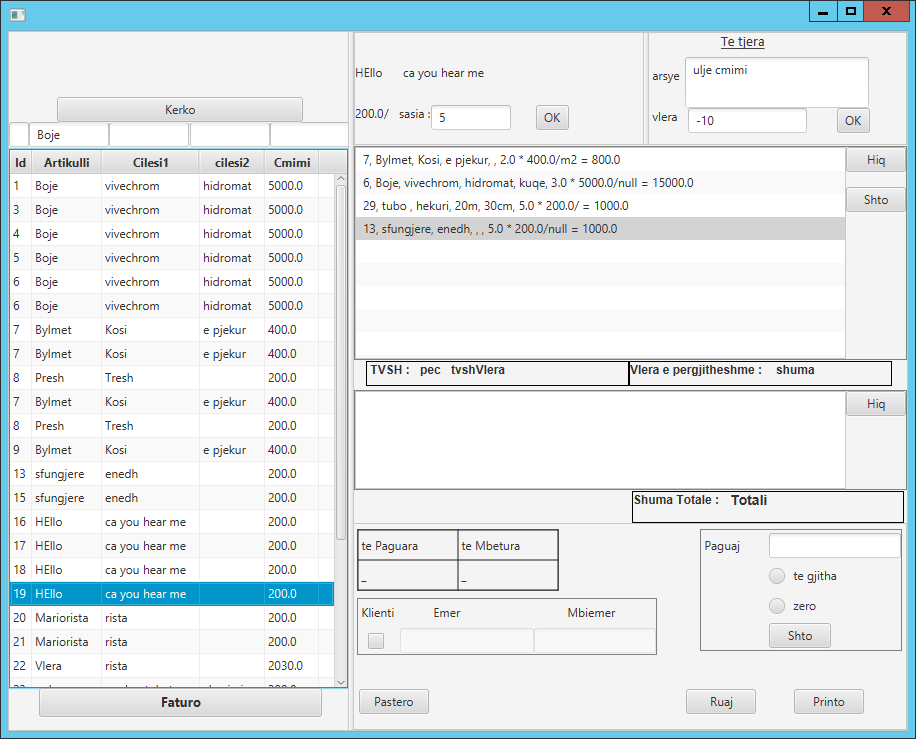 Kerko
Boje
Id Artikulli Cilesi1 cilesi2 Cmimi
1 Boje vivechrom hidromat 5000.0
3 Boje vivechrom hidromat 5000.0
4 Boje vivechrom hidromat 5000.0
5 Boje vivechrom hidromat 5000.0
6 Boje vivechrom hidromat 5000.0
6 Boje vivechrom hidromat 5000.0
7 Bylmet Kosi e pjekur 400.0
7 Bylmet Kosi e pjekur 400.0
8 Presh Tresh 200.0
7 Bylmet Kosi e pjekur 400.0
8 Presh Tresh 200.0
9 Bylmet Kosi e pjekur 400.0
13 sfungjere enedh 200.0
15 sfungjere enedh 200.0
16 HEllo ca you hear me 200.0
17 HEllo ca you hear me 200.0
18 HEllo ca you hear me 200.0
19 HEllo ca you hear me 200.0
20 Mariorista rista 200.0
21 Mariorista rista 200.0
22 Vlera rista 2030.0
Faturo
HEllo ca you hear me
200.0/ sasia : 5 OK
Te tjera
arsye ulje cmimi
vlera -10 OK
7, Bylmet, Kosi, e pjekur, , 2.0 * 400.0/m2 = 800.0
6, Boje, vivechrom, hidromat, kuqe, 3.0 * 5000.0/null = 15000.0
29, tubo , hekuri, 20m, 30cm, 5.0 * 200.0/ = 1000.0
13, sfungjere, enedh, , , 5.0 * 200.0/null = 1000.0
Hiq
Shto
TVSH : pec tvshVlera Vlera e pergjitheshme : shuma
Hiq
Shuma Totale : Totali
te Paguara te Mbetura
_ _
Klienti Emer Mbiemer
Paguaj
te gjitha
zero
Shto
Pastero Ruaj Printo